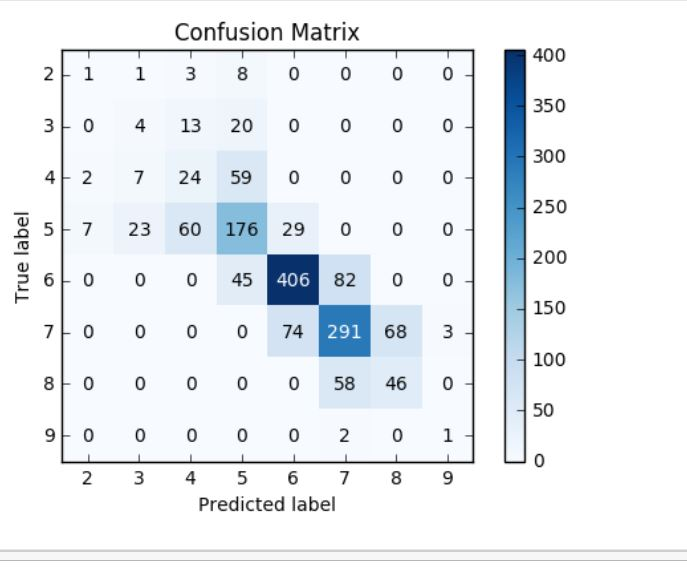 Confusion Matrix
2 1 1 3 8 0 0 0 0
3 0 4 13 20 0 0 0 0
4 2 7 24 59 0 0 0 0
5 7 23 60 176 29 0 0 0
6 0 0 0 45 406 82 0 0
7 0 0 0 0 74 291 68 3
8 0 0 0 0 0 58 46 0
9 0 0 0 0 0 2 0 1
2 3 4 5 6 7 8 9
True label
Predicted label
400
350
300
250
200
150
100
50
0